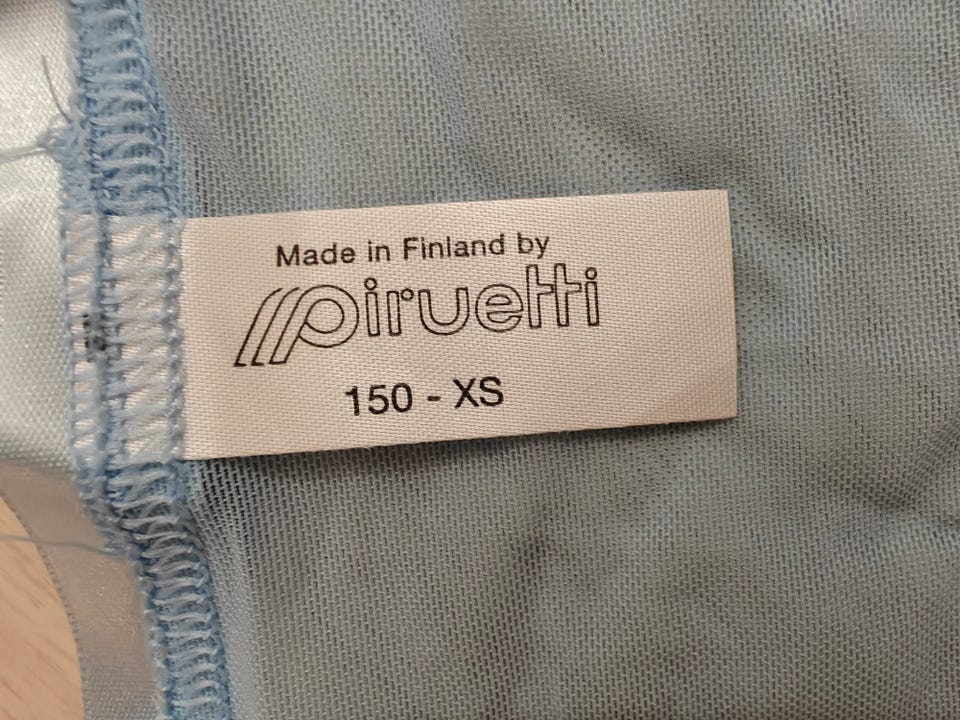 Made in Finland by
piruetti
150 - XS